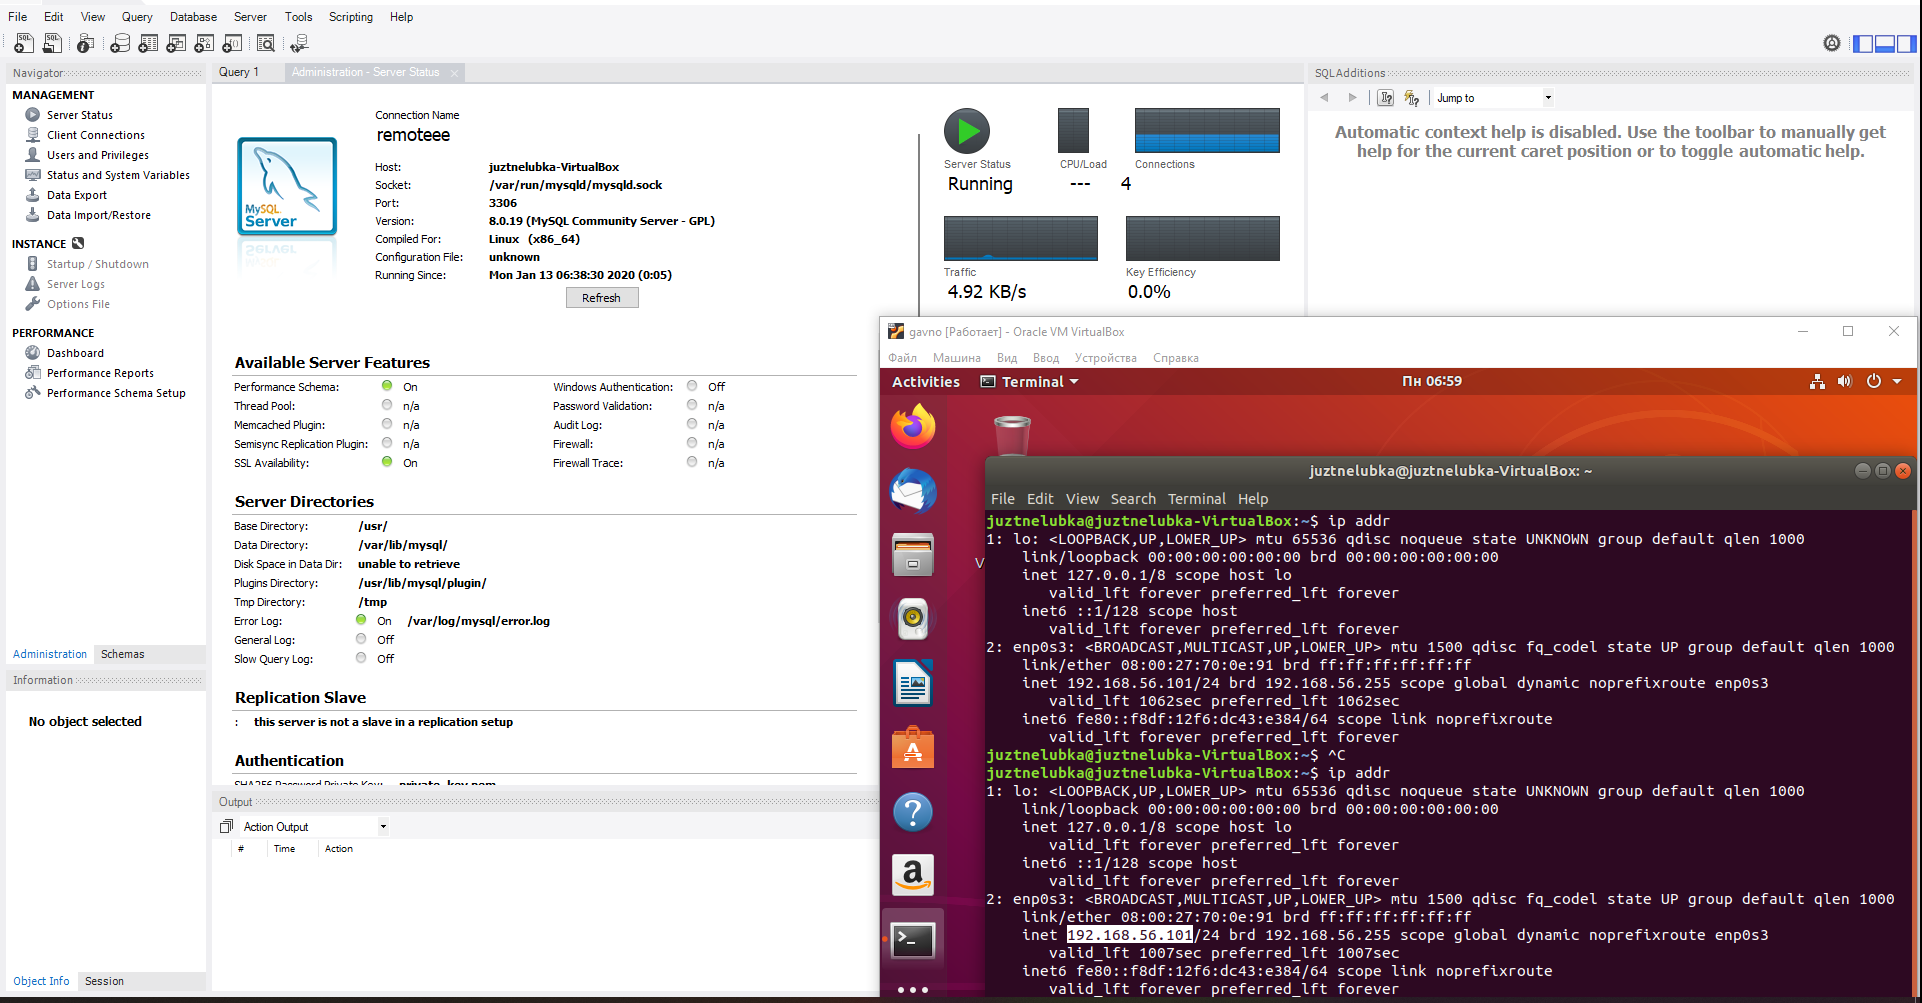 File Edit View Query Database Server Tools Scripting Help
Navigator
MANAGEMENT
Server Status
Client Connections
Users and Privileges
Status and System Variables
Data Export
Data Import/Restore
INSTANCE
Startup / Shutdown
Server Logs
Options File
PERFORMANCE
Dashboard
Performance Reports
Performance Schema Setup
Administration Schemas
Information
No object selected
Object Info Session
Query 1 Administration - Server Status
Connection Name
remoteee
MySQL
Server
Host: juztnelubka-VirtualBox
Socket: /var/run/mysqld/mysqld.sock
Port: 3306
Version: 8.0.19 (MySQL Community Server - GPL)
Compiled For: Linux (x86_64)
Configuration File: unknown
Running Since: Mon Jan 13 06:38:30 2020 (0:05)
Refresh
Server Status
Running
CPU/Load
---
Connections
4
Traffic
4.92 KB/s
Key Efficiency
0.0%
Available Server Features
Performance Schema: On Windows Authentication: Off
Thread Pool: n/a Password Validation: n/a
Memcached Plugin: n/a Audit Log: n/a
Semisync Replication Plugin: n/a Firewall: n/a
SSL Availability: On Firewall Trace: n/a
Server Directories
Base Directory: /usr/
Data Directory: /var/lib/mysql/
Disk Space in Data Dir: unable to retrieve
Plugins Directory: /usr/lib/mysql/plugin/
Tmp Directory: /tmp
Error Log: On /var/log/mysql/error.log
General Log: Off
Slow Query Log: Off
Replication Slave
: this server is not a slave in a replication setup
Authentication
Output
Action Output
# Time Action
SQLAdditions
Jump to
Automatic context help is disabled. Use the toolbar to manually get
help for the current caret position or to toggle automatic help.
gavno [Работает] - Oracle VM VirtualBox
Файл Машина Вид Ввод Устройства Справка
Activities Terminal Пн 06:59
juztnelubka@juztnelubka-VirtualBox: ~
File Edit View Search Terminal Help
juztnelubka@juztnelubka-VirtualBox:~$ ip addr
1: lo: <LOOPBACK,UP,LOWER_UP> mtu 65536 qdisc noqueue state UNKNOWN group default qlen 1000
link/loopback 00:00:00:00:00:00 brd 00:00:00:00:00:00
inet 127.0.0.1/8 scope host lo
valid_lft forever preferred_lft forever
inet6 ::1/128 scope host
valid_lft forever preferred_lft forever
2: enp0s3: <BROADCAST,MULTICAST,UP,LOWER_UP> mtu 1500 qdisc fq_codel state UP group default qlen 1000
link/ether 08:00:27:70:0e:91 brd ff:ff:ff:ff:ff:ff
inet 192.168.56.101/24 brd 192.168.56.255 scope global dynamic noprefixroute enp0s3
valid_lft 1062sec preferred_lft 1062sec
inet6 fe80::f8df:12f6:dc43:e384/64 scope link noprefixroute
valid_lft forever preferred_lft forever
juztnelubka@juztnelubka-VirtualBox:~$ ^C
juztnelubka@juztnelubka-VirtualBox:~$ ip addr
1: lo: <LOOPBACK,UP,LOWER_UP> mtu 65536 qdisc noqueue state UNKNOWN group default qlen 1000
link/loopback 00:00:00:00:00:00 brd 00:00:00:00:00:00
inet 127.0.0.1/8 scope host lo
valid_lft forever preferred_lft forever
inet6 ::1/128 scope host
valid_lft forever preferred_lft forever
2: enp0s3: <BROADCAST,MULTICAST,UP,LOWER_UP> mtu 1500 qdisc fq_codel state UP group default qlen 1000
link/ether 08:00:27:70:0e:91 brd ff:ff:ff:ff:ff:ff
inet 192.168.56.101/24 brd 192.168.56.255 scope global dynamic noprefixroute enp0s3
valid_lft 1007sec preferred_lft 1007sec
inet6 fe80::f8df:12f6:dc43:e384/64 scope link noprefixroute
valid_lft forever preferred_lft forever